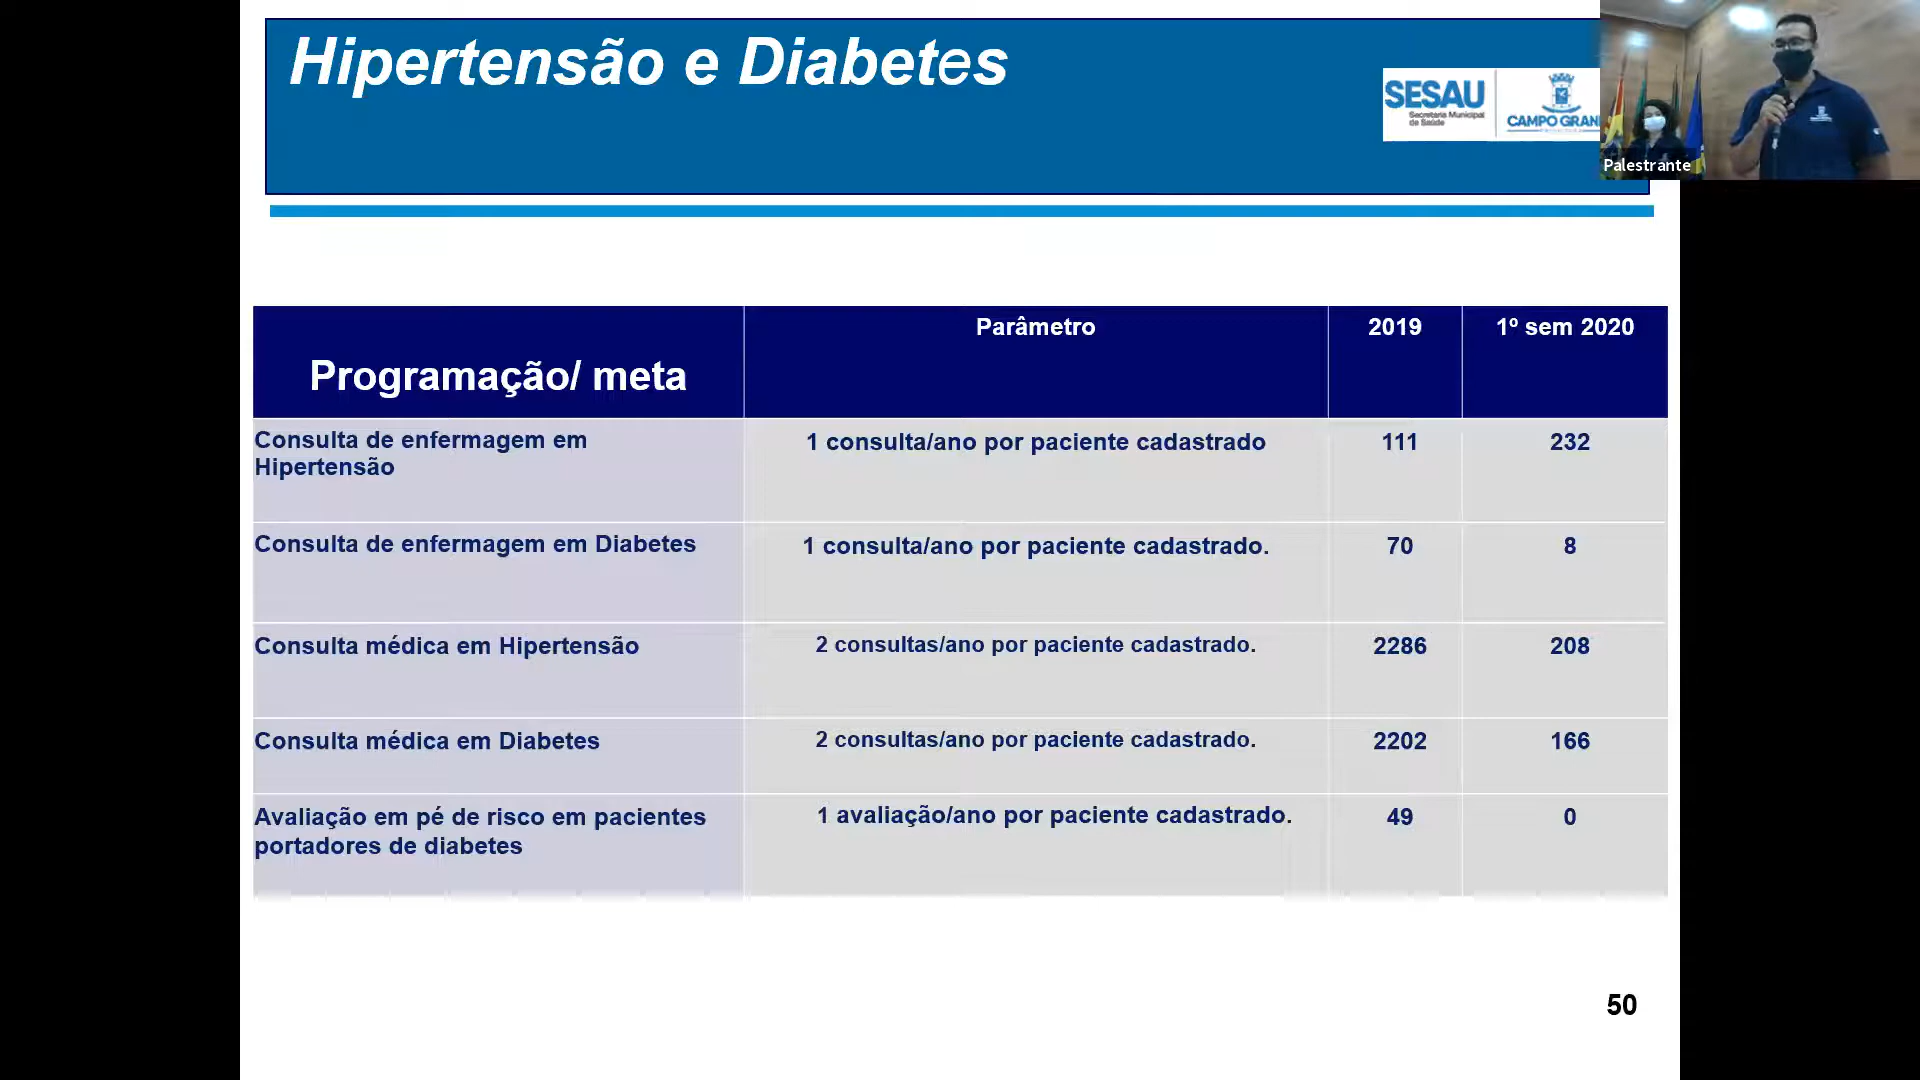 Hipertensão e Diabetes
SESAU
Secretaria Municipal
de Saúde
CAMPO GRAN
Palestrante
Programação/ meta
Parâmetro
2019
1º sem 2020
Consulta de enfermagem em
Hipertensão
1 consulta/ano por paciente cadastrado
111
232
Consulta de enfermagem em Diabetes
1 consulta/ano por paciente cadastrado.
70
8
Consulta médica em Hipertensão
2 consultas/ano por paciente cadastrado.
2286
208
Consulta médica em Diabetes
2 consultas/ano por paciente cadastrado.
2202
166
Avaliação em pé de risco em pacientes
portadores de diabetes
1 avaliação/ano por paciente cadastrado.
49
0
50